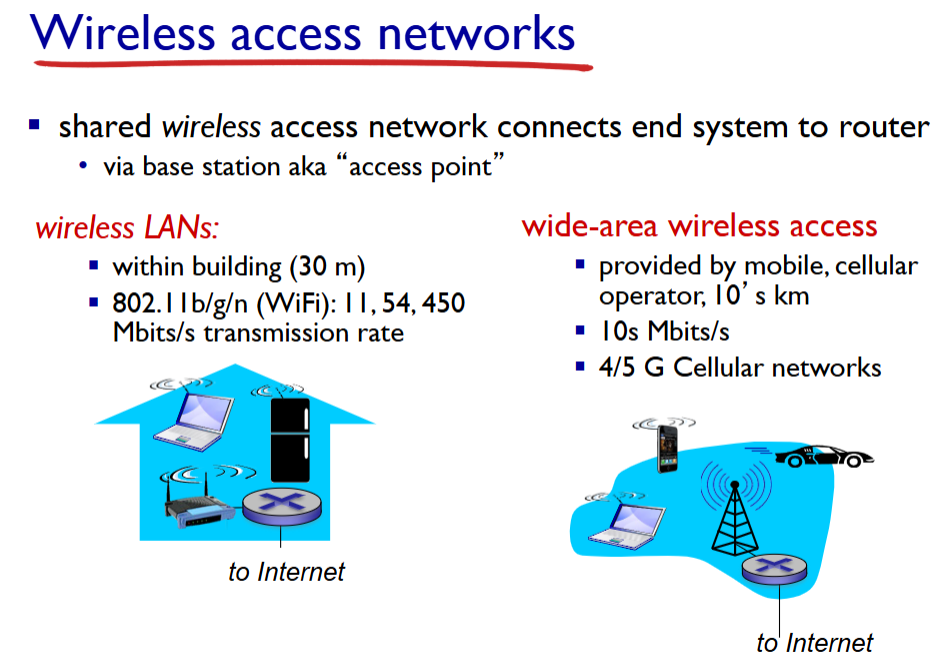 Wireless access networks
shared wireless access network connects end system to router
via base station aka “access point”
wireless LANs:
within building (30 m)
802.11b/g/n (WiFi): 11, 54, 450
Mbits/s transmission rate
to Internet
wide-area wireless access
provided by mobile, cellular
operator, 10’ s km
10s Mbits/s
4/5 G Cellular networks
to Internet